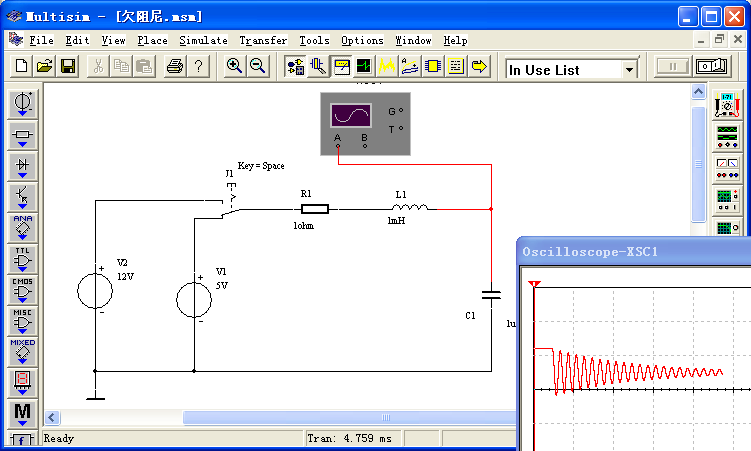 Multisim - [欠阻尼.msm]
File Edit View Place Simulate Transfer Tools Options Window Help
In Use List
ANA
TTL
CMOS
MISC
MIXED
M
f
G
T
A B
Key = Space
J1
R1
1ohm
L1
1mH
V2
12V
V1
5V
C1
1u
Oscilloscope-XSC1
Ready
Tran: 4.759 ms